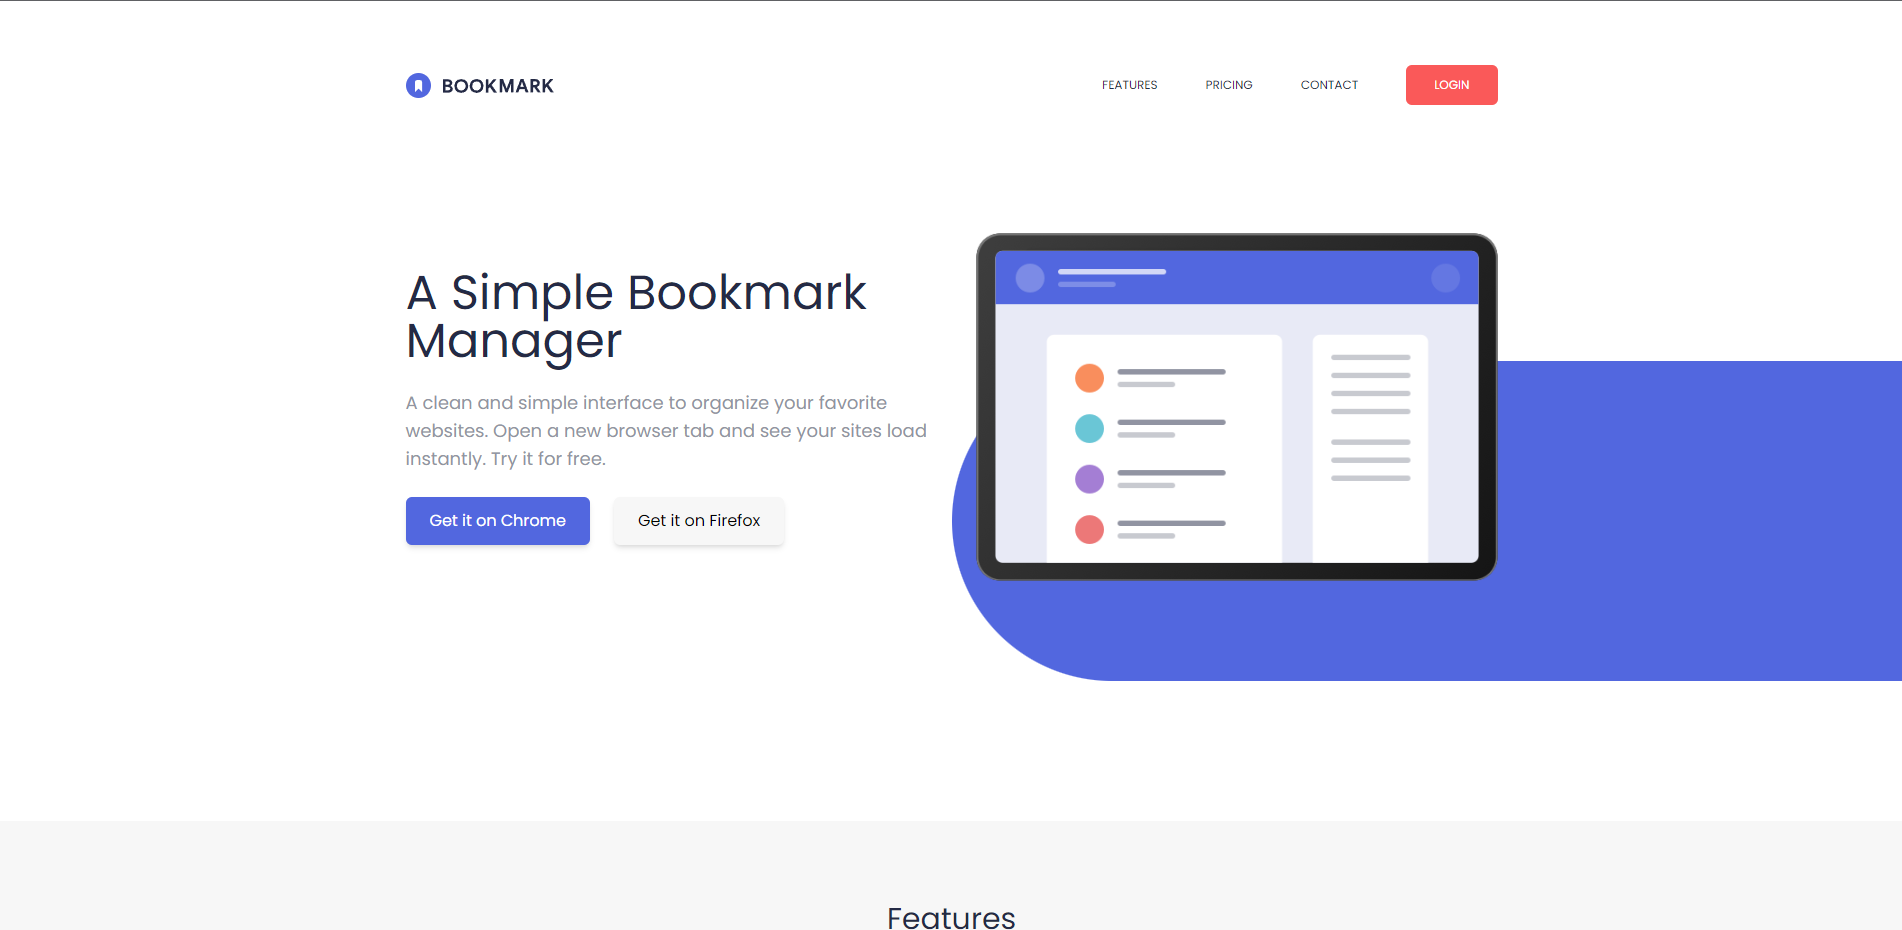 BOOKMARK
FEATURES
PRICING
CONTACT
LOGIN
A Simple Bookmark
Manager
A clean and simple interface to organize your favorite
websites. Open a new browser tab and see your sites load
instantly. Try it for free.
Get it on Chrome
Get it on Firefox
Features